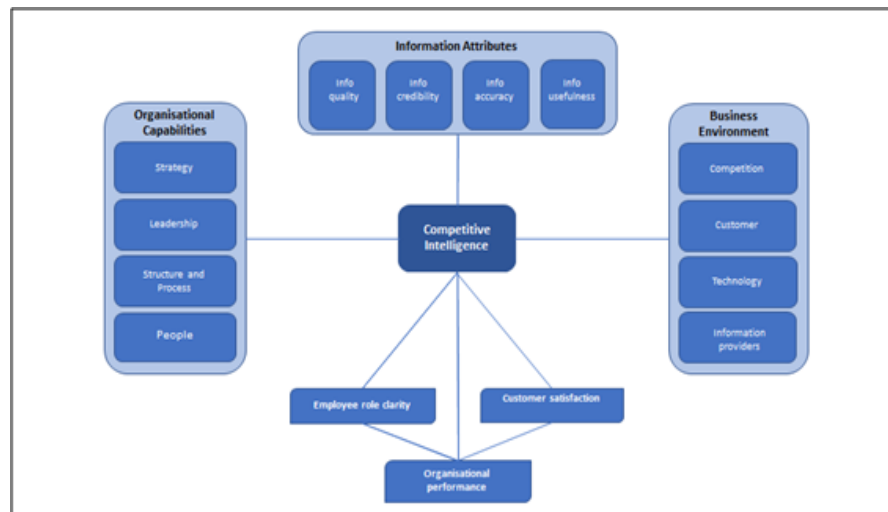 Information Attributes
Info
quality
Info
credibility
Info
accuracy
Info
usefulness
Organisational
Capabilities
Strategy
Leadership
Structure and
Process
People
Business
Environment
Competition
Customer
Technology
Information
providers
Competitive
Intelligence
Employee role clarity
Customer satisfaction
Organisational
performance